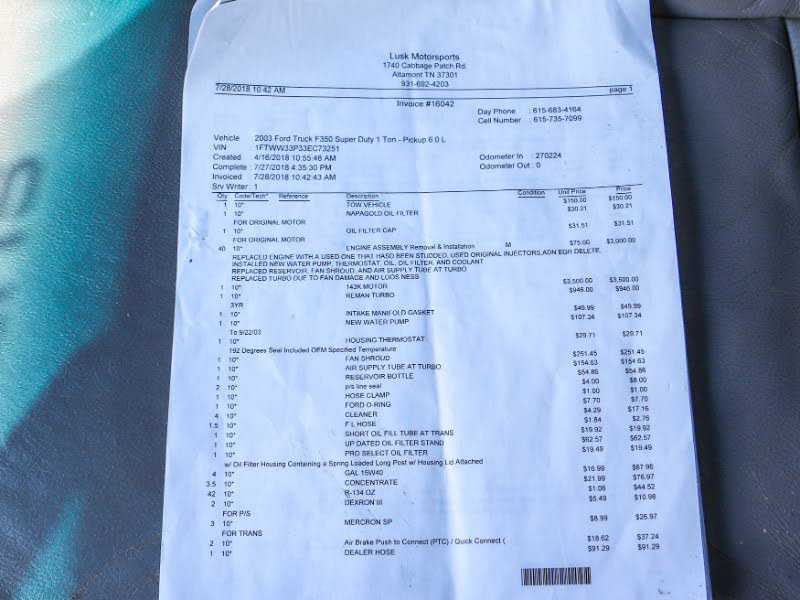 Lusk Motorsports
1740 Cabbage Patch Rd.
Altamont TN 37301
931-692-4203
7/28/2018 10:42 AM page 1
Invoice #16042
Day Phone : 615-683-4164
Cell Number : 615-735-7099
Vehicle 2003 Ford Truck F350 Super Duty 1 Ton - Pickup 6.0 L
VIN 1FTWW33P33EC73251
Created 4/16/2018 10:55:46 AM Odometer In : 270224
Complete 7/27/2018 4:35:30 PM Odometer Out : 0
Invoiced 7/28/2018 10:42:43 AM
Srv Writer 1
Qty Code/Tech* Reference Description Condition Unit Price Price
1 10* TOW VEHICLE $150.00 $150.00
1 10* NAPAGOLD OIL FILTER $30.21 $30.21
FOR ORIGINAL MOTOR
1 10* OIL FILTER CAP $31.51 $31.51
FOR ORIGINAL MOTOR
40 10* ENGINE ASSEMBLY Removal & Installation M $75.00 $3,000.00
REPLACED ENGINE WITH A USED ONE THAT HASD BEEN STUDDED, USED ORIGINAL INJECTORS,ADN EGR DELETE,
INSTALLED NEW WATER PUMP, THERMOSTAT, OIL, OIL FILTER, AND COOLANT
REPLACED RESERVOIR, FAN SHROUD, AND AIR SUPPLY TUBE AT TURBO
REPLACED TURBO DUE TO FAN DAMAGE AND LOOS NESS
1 10* 143K MOTOR $3,500.00 $3,500.00
1 10* REMAN TURBO $946.00 $946.00
3YR
1 10* INTAKE MANIFOLD GASKET $49.99 $49.99
1 10* NEW WATER PUMP $107.34 $107.34
To 9/22/03
1 10* HOUSING THERMOSTAT $29.71 $29.71
192 Degrees Seal Included OEM Specified Temperature
1 10* FAN SHROUD $251.45 $251.45
1 10* AIR SUPPLY TUBE AT TURBO $154.63 $154.63
1 10* RESERVOIR BOTTLE $54.86 $54.86
2 10* p/s line seal $4.00 $8.00
1 10* HOSE CLAMP $1.00 $1.00
1 10* FORD O-RING $7.70 $7.70
4 10* CLEANER $4.29 $17.16
1.5 10* F L HOSE $1.84 $2.76
1 10* SHORT OIL FILL TUBE AT TRANS $19.92 $19.92
1 10* UP DATED OIL FILTER STAND $62.57 $62.57
1 10* PRO SELECT OIL FILTER $19.49 $19.49
w/ Oil Filter Housing Containing a Spring Loaded Long Post w/ Housing Lid Attached
4 10* GAL 15W40 $16.99 $67.96
3.5 10* CONCENTRATE $21.99 $76.97
42 10* R-134 OZ $1.06 $44.52
2 10* DEXRON III $5.49 $10.98
FOR P/S
3 10* MERCRON SP $8.99 $26.97
FOR TRANS
2 10* Air Brake Push to Connect (PTC) / Quick Connect ( $18.62 $37.24
1 10* DEALER HOSE $91.29 $91.29